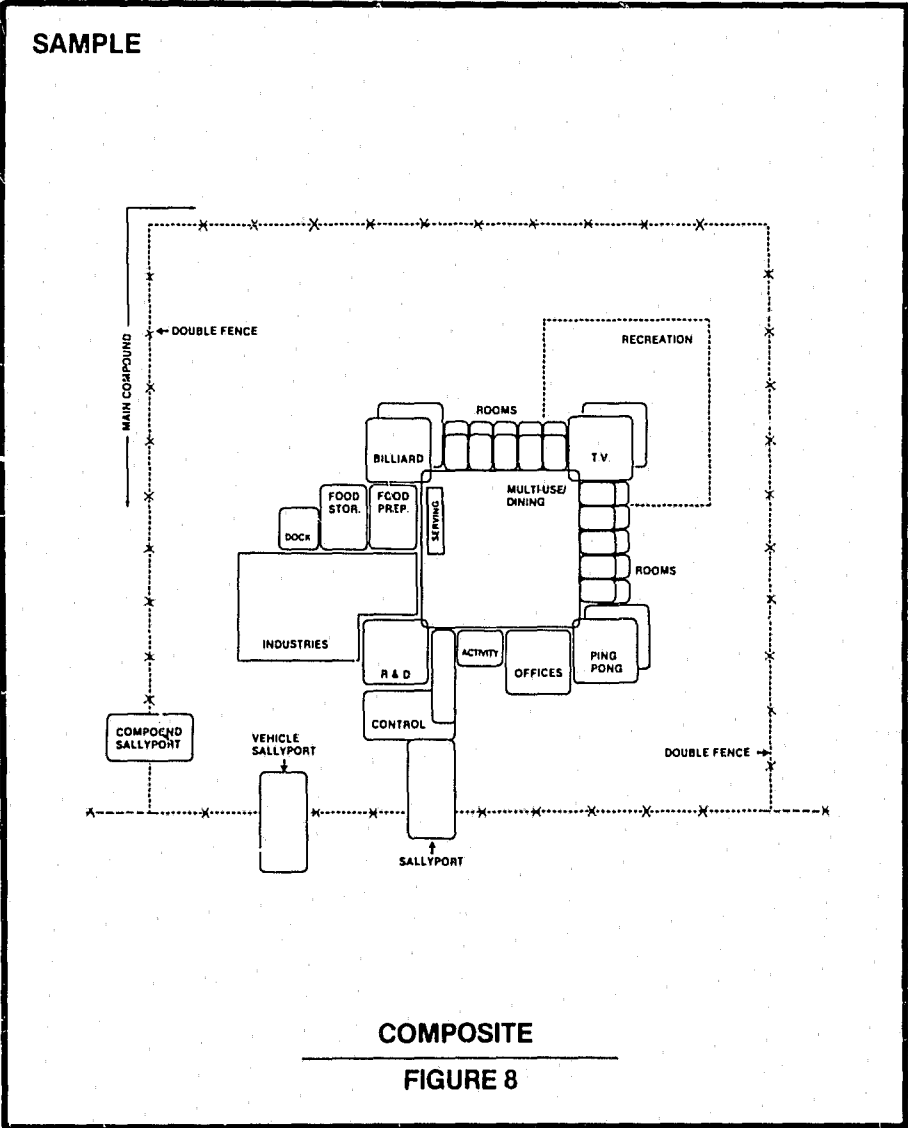 SAMPLE
MAIN COMPOUND
DOUBLE FENCE
RECREATION
ROOMS
BILLIARD
T.V.
MULTI-USE/
DINING
FOOD
STOR.
FOOD
PREP.
SERVING
DOCK
ROOMS
INDUSTRIES
R & D
ACTIVITY
OFFICES
PING
PONG
CONTROL
COMPOUND
SALLYPORT
VEHICLE
SALLYPORT
DOUBLE FENCE
SALLYPORT
COMPOSITE
FIGURE 8